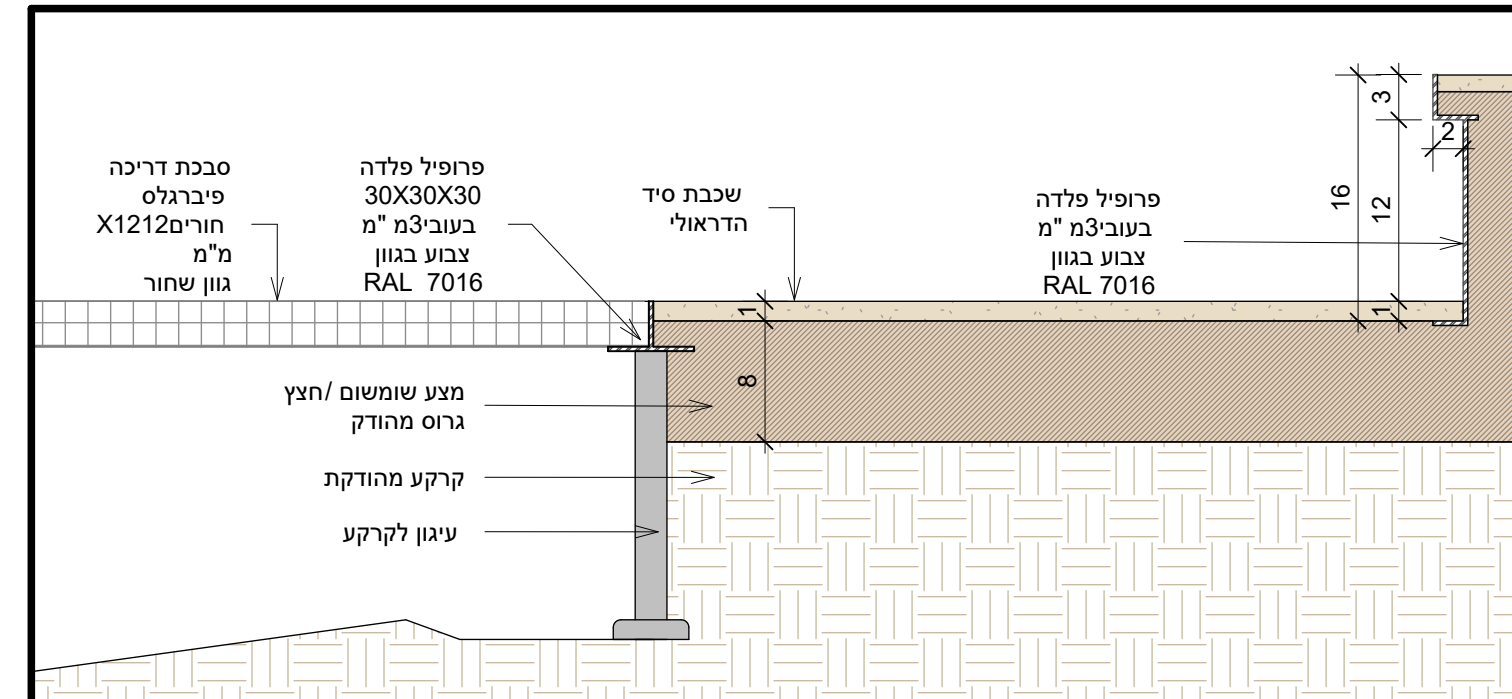 סבכת דריכה
פיברגלס
חורים X1212
מ"מ
גוון שחור
פרופיל פלדה
30X30X30
בעובי3מ "מ
צבוע בגוון
RAL 7016
שכבת סיד
הדראולי
פרופיל פלדה
בעובי3מ "מ
צבוע בגוון
RAL 7016
16
3
2
12
1
1
8
מצע שומשום /חצץ
גרוס מהודק
קרקע מהודקת
עיגון לקרקע